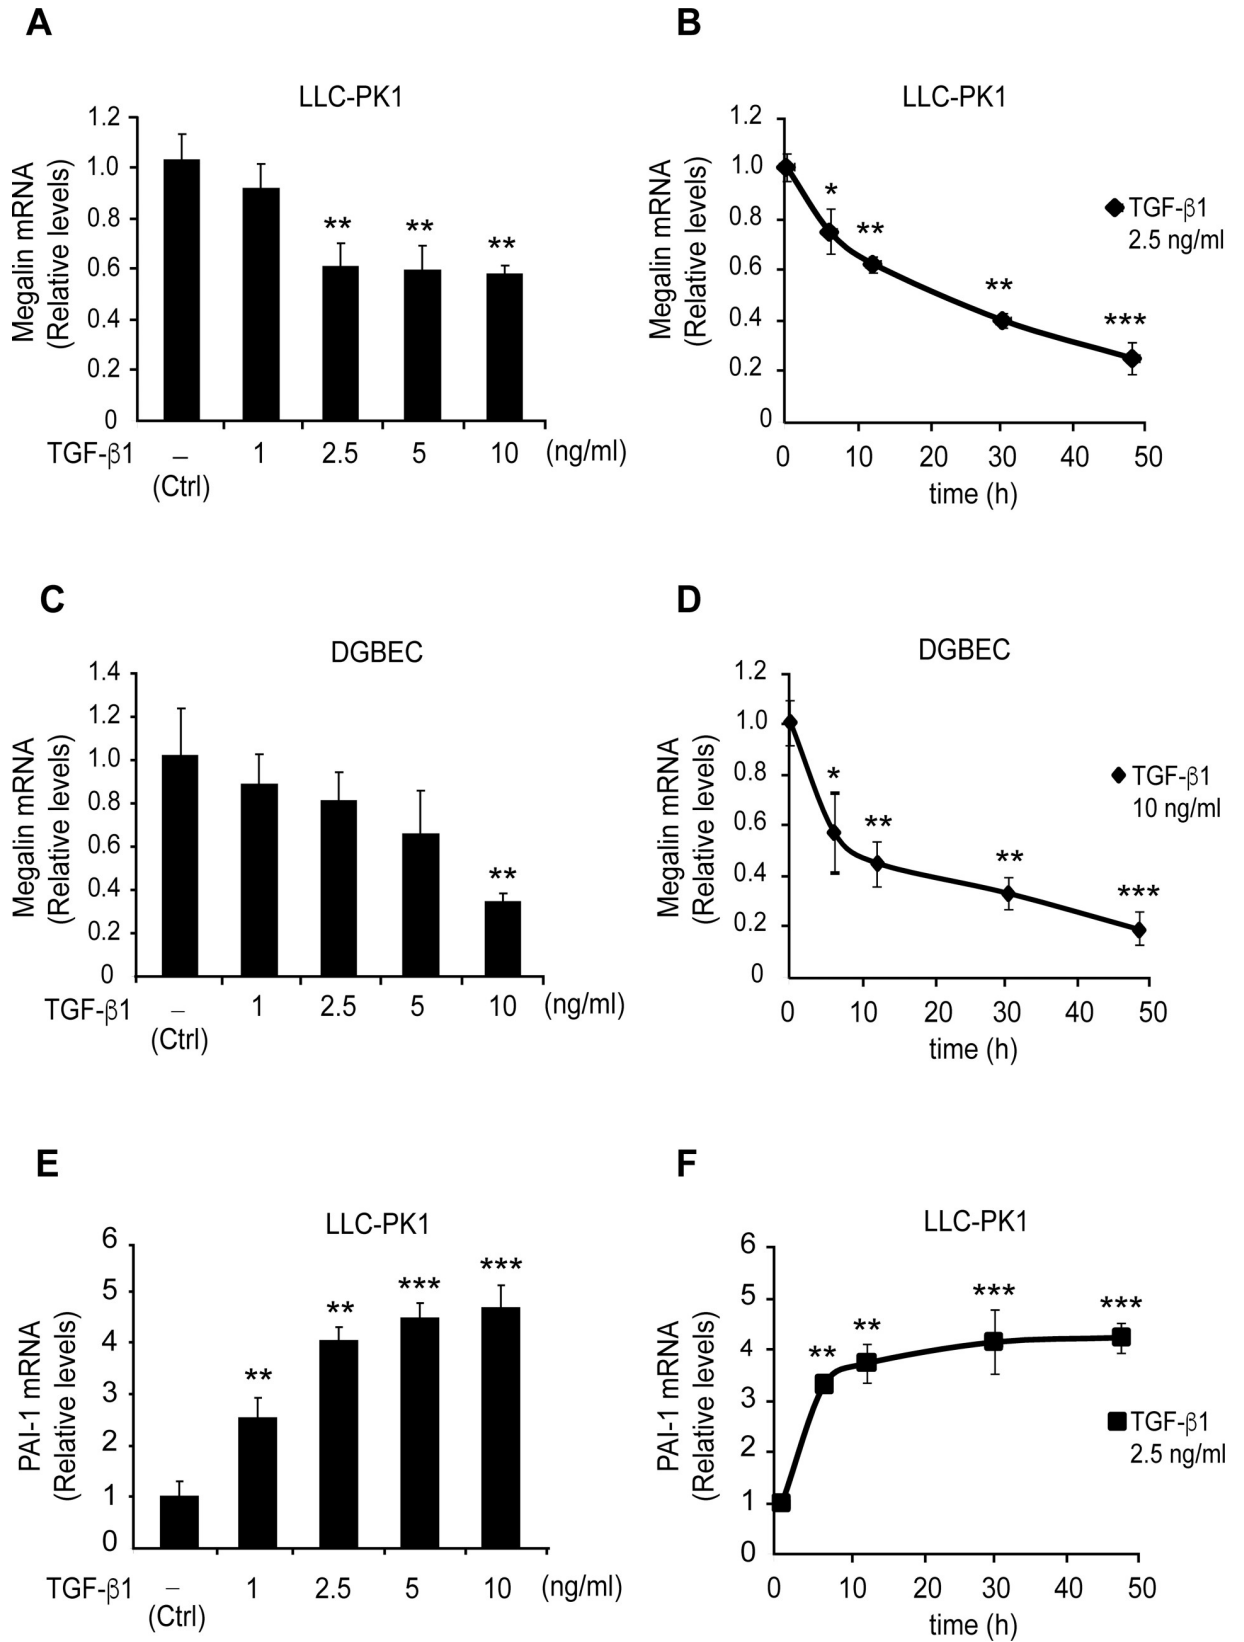 A
LLC-PK1
Megalin mRNA
(Relative levels)
1.2
1.0
0.8
0.6
0.4
0.2
0
** ** **
TGF-β1 – 1 2.5 5 10 (ng/ml)
(Ctrl)
B
LLC-PK1
Megalin mRNA
(Relative levels)
1.2
1.0
0.8
0.6
0.4
0.2
0
* ** ** ***
TGF-β1
2.5 ng/ml
0 10 20 30 40 50
time (h)
C
DGBEC
Megalin mRNA
(Relative levels)
1.4
1.2
1.0
0.8
0.6
0.4
0.2
0
**
TGF-β1 – 1 2.5 5 10 (ng/ml)
(Ctrl)
D
DGBEC
Megalin mRNA
(Relative levels)
1.2
1.0
0.8
0.6
0.4
0.2
0
* ** ** ***
TGF-β1
10 ng/ml
0 10 20 30 40 50
time (h)
E
LLC-PK1
PAI-1 mRNA
(Relative levels)
6
5
4
3
2
1
0
** ** *** ***
TGF-β1 – 1 2.5 5 10 (ng/ml)
(Ctrl)
F
LLC-PK1
PAI-1 mRNA
(Relative levels)
6
5
4
3
2
1
0
** ** *** ***
TGF-β1
2.5 ng/ml
0 10 20 30 40 50
time (h)